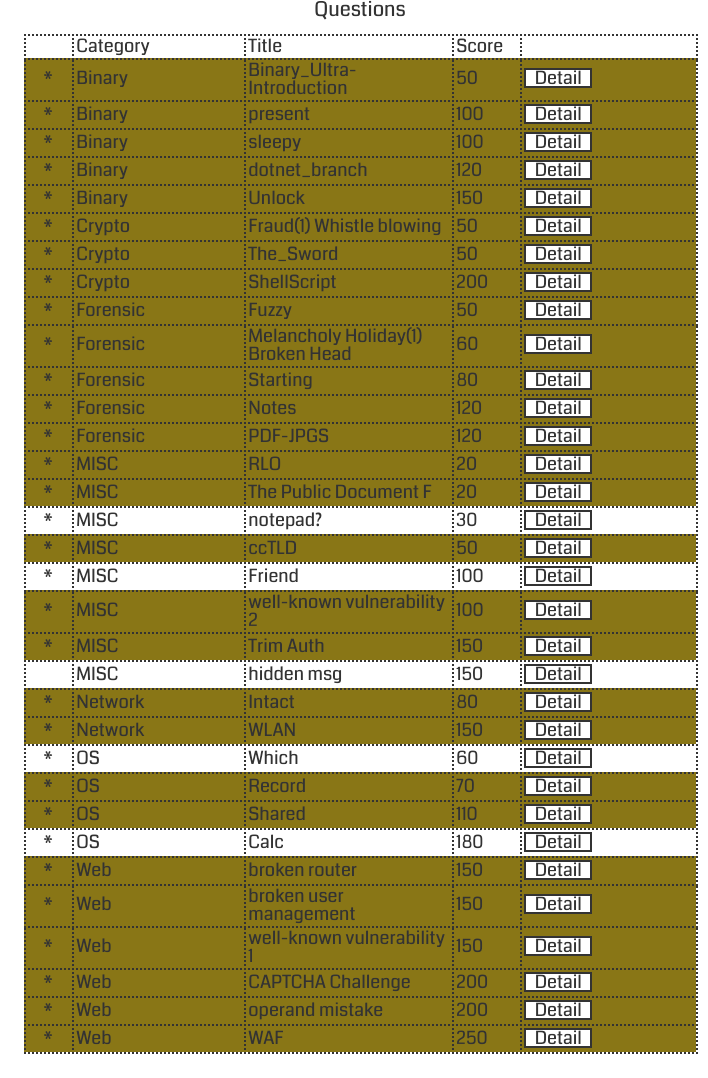 Questions
Category Title Score
* Binary Binary_Ultra-
Introduction 50 Detail
* Binary present 100 Detail
* Binary sleepy 100 Detail
* Binary dotnet_branch 120 Detail
* Binary Unlock 150 Detail
* Crypto Fraud(1) Whistle blowing 50 Detail
* Crypto The_Sword 50 Detail
* Crypto ShellScript 200 Detail
* Forensic Fuzzy 50 Detail
* Forensic Melancholy Holiday(1)
Broken Head 60 Detail
* Forensic Starting 80 Detail
* Forensic Notes 120 Detail
* Forensic PDF-JPGS 120 Detail
* MISC RLO 20 Detail
* MISC The Public Document F 20 Detail
* MISC notepad? 30 Detail
* MISC ccTLD 50 Detail
* MISC Friend 100 Detail
* MISC well-known vulnerability
2 100 Detail
* MISC Trim Auth 150 Detail
MISC hidden msg 150 Detail
* Network Intact 80 Detail
* Network WLAN 150 Detail
* OS Which 60 Detail
* OS Record 70 Detail
* OS Shared 110 Detail
* OS Calc 180 Detail
* Web broken router 150 Detail
* Web broken user
management 150 Detail
* Web well-known vulnerability
1 150 Detail
* Web CAPTCHA Challenge 200 Detail
* Web operand mistake 200 Detail
* Web WAF 250 Detail